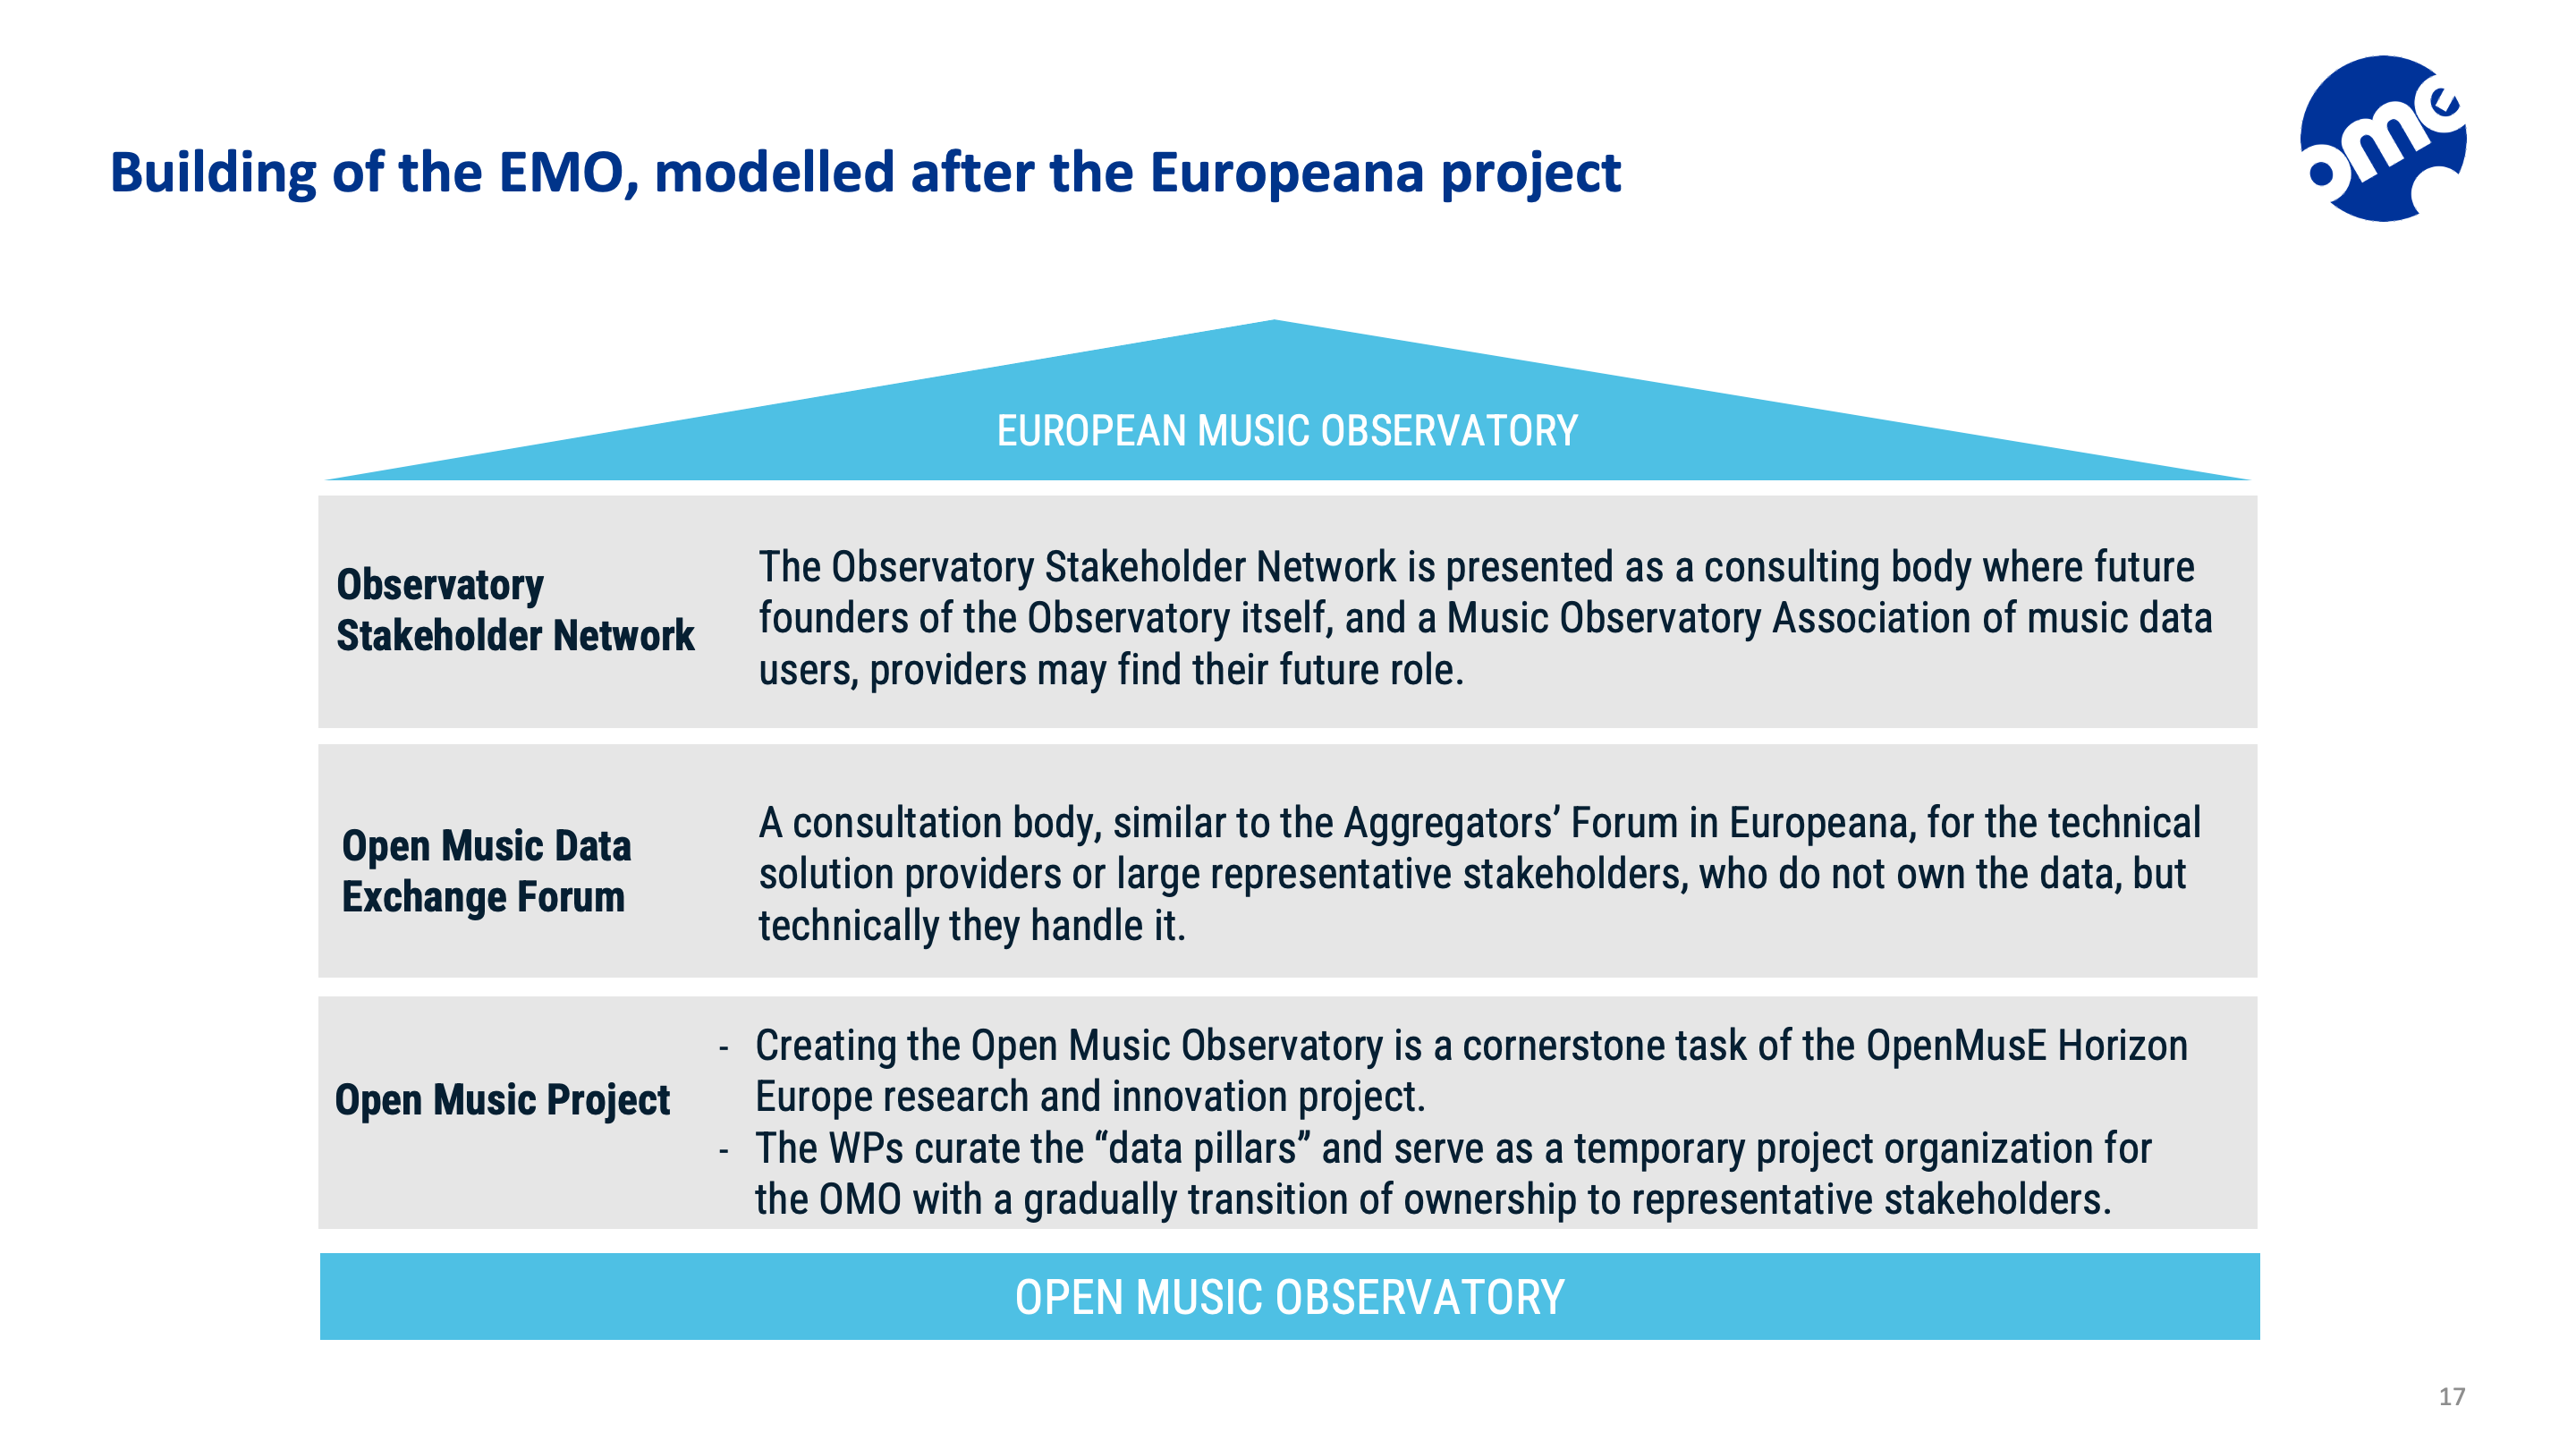 ome
Building of the EMO, modelled after the Europeana project
EUROPEAN MUSIC OBSERVATORY
Observatory
Stakeholder Network
The Observatory Stakeholder Network is presented as a consulting body where future
founders of the Observatory itself, and a Music Observatory Association of music data
users, providers may find their future role.
Open Music Data
Exchange Forum
A consultation body, similar to the Aggregators’ Forum in Europeana, for the technical
solution providers or large representative stakeholders, who do not own the data, but
technically they handle it.
Open Music Project
- Creating the Open Music Observatory is a cornerstone task of the OpenMusE Horizon
Europe research and innovation project.
- The WPs curate the “data pillars” and serve as a temporary project organization for
the OMO with a gradually transition of ownership to representative stakeholders.
OPEN MUSIC OBSERVATORY
17